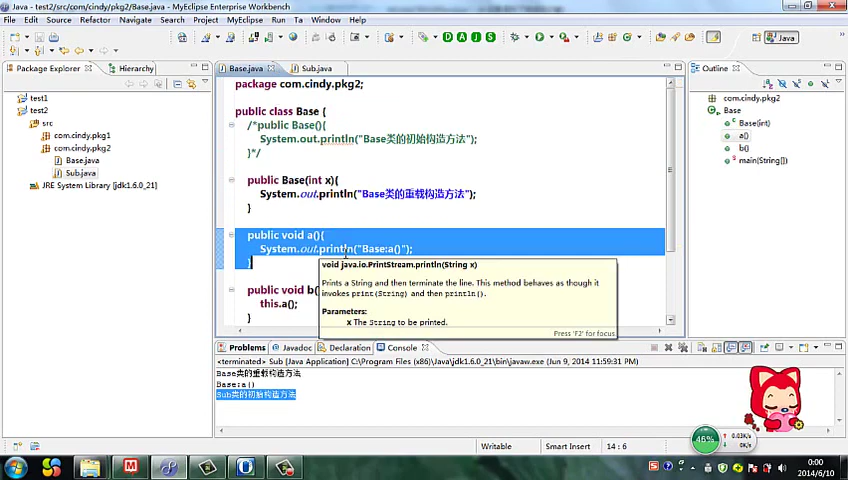 Java - test2/src/com/cindy/pkg2/Base.java - MyEclipse Enterprise Workbench
File Edit Source Refactor Navigate Search Project MyEclipse Run Tools Window Help
Java
Package Explorer Hierarchy
test1
test2
src
com.cindy.pkg1
com.cindy.pkg2
Base.java
Sub.java
JRE System Library [jdk1.6.0_21]
Base.java Sub.java
package com.cindy.pkg2;
public class Base {
/*public Base(){
System.out.println("Base类的初始构造方法");
}*/
public Base(int x){
System.out.println("Base类的重载构造方法");
}
public void a(){
System.out.println("Base:a()");
}
public void b(
this.a();
}
void java.io.PrintStream.println(String x)
Prints a String and then terminate the line. This method behaves as though it
invokes print(String) and then println().
Parameters:
x The String to be printed.
Press 'F2' for focus
Outline
com.cindy.pkg2
Base
Base(int)
a()
b()
main(String[])
Problems Javadoc Declaration Console
<terminated> Sub [Java Application] C:\Program Files (x86)\Java\jdk1.6.0_21\bin\javaw.exe (Jun 9, 2014 11:59:31 PM)
Base类的重载构造方法
Base:a()
Sub类的初始构造方法
46%
0.03K/s
0K/s
Writable Smart Insert 14 : 6
0:00
2014/6/10